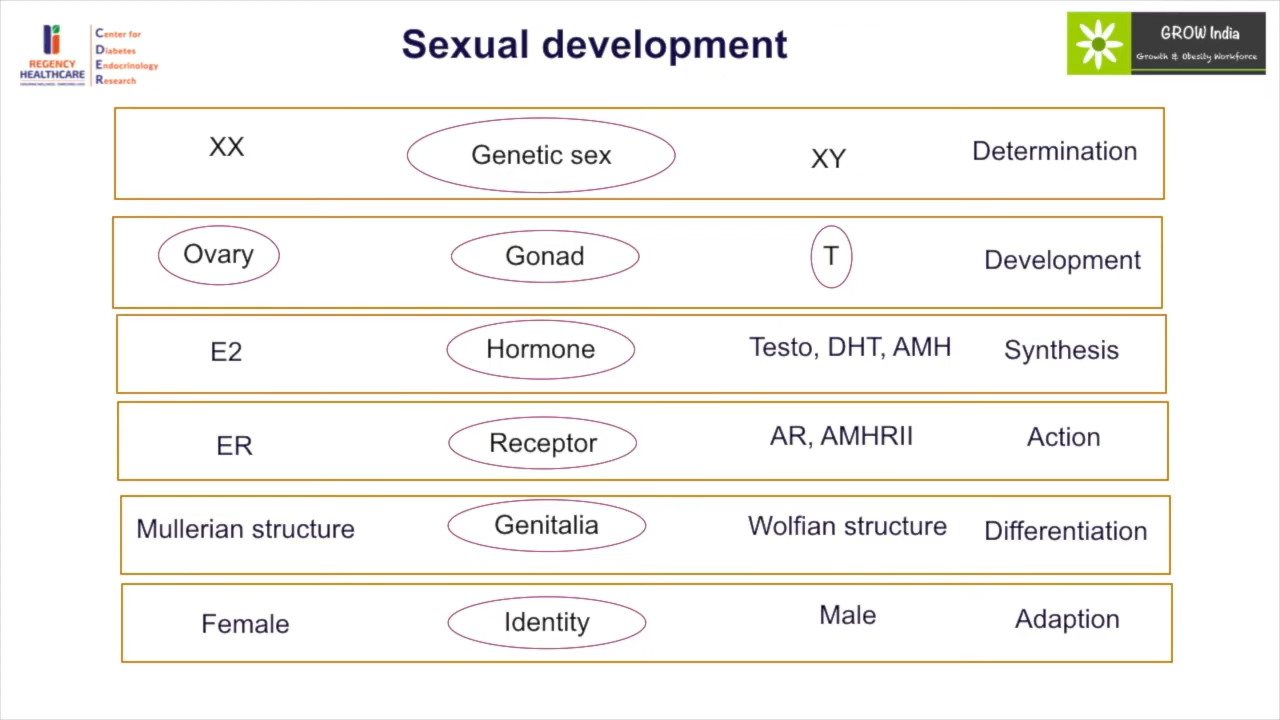 Sexual development
REGENCY
HEALTHCARE
Center for
Diabetes
Endocrinology
Research
GROW India
Growth & Obesity Workforce
XX Genetic sex XY Determination
Ovary Gonad T Development
E2 Hormone Testo, DHT, AMH Synthesis
ER Receptor AR, AMHRII Action
Mullerian structure Genitalia Wolfian structure Differentiation
Female Identity Male Adaption